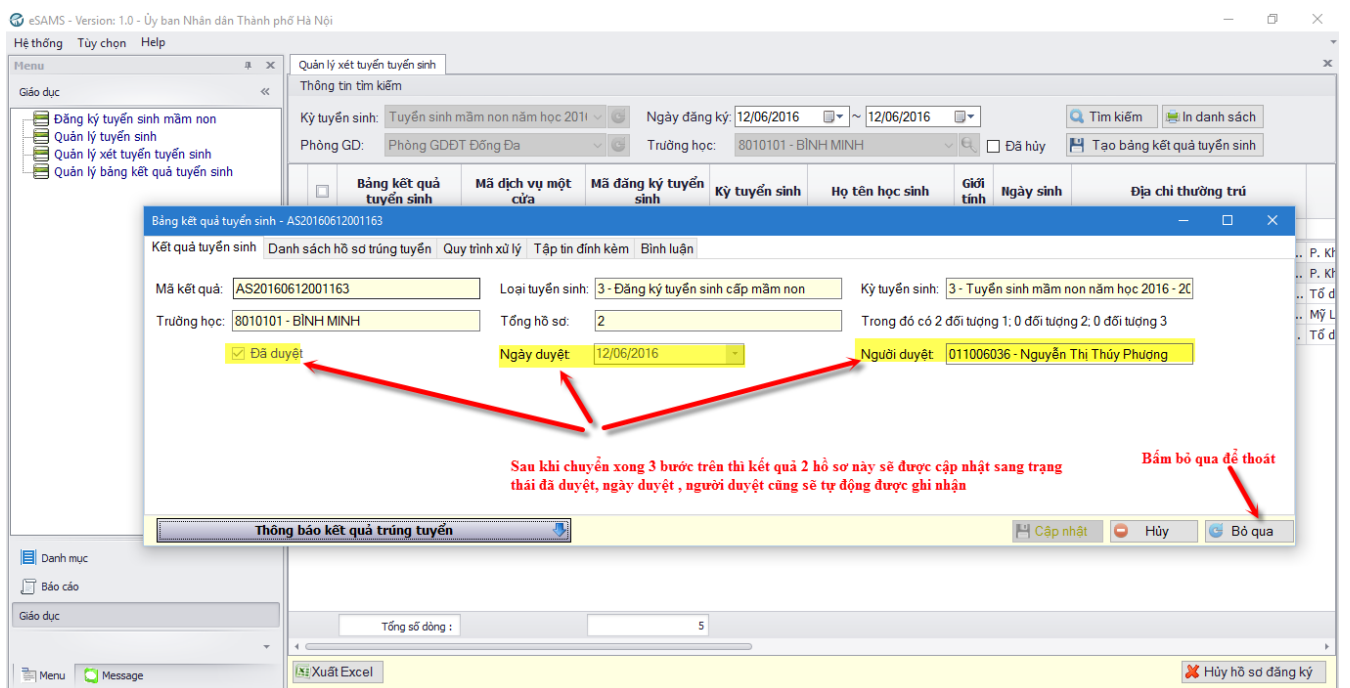 eSAMS - Version: 1.0 - Ủy ban Nhân dân Thành phố Hà Nội
Hệ thống Tùy chọn Help
Menu
Giáo dục
Đăng ký tuyển sinh mầm non
Quản lý tuyển sinh
Quản lý xét tuyển tuyển sinh
Quản lý bảng kết quả tuyển sinh
Quản lý xét tuyển tuyển sinh
Thông tin tìm kiếm
Kỳ tuyển sinh: Tuyển sinh mầm non năm học 201 Ngày đăng ký: 12/06/2016 ~ 12/06/2016 Tìm kiếm In danh sách
Phòng GD: Phòng GDĐT Đống Đa Trường học: 8010101 - BÌNH MINH Đã hủy Tạo bảng kết quả tuyển sinh
Bảng kết quả tuyển sinh Mã dịch vụ một cửa Mã đăng ký tuyển sinh Kỳ tuyển sinh Họ tên học sinh Giới tính Ngày sinh Địa chỉ thường trú
.. P. Kh
.. P. Kh
.. Tổ d
.. Mỹ L
. Tổ d
Bảng kết quả tuyển sinh - AS20160612001163
Kết quả tuyển sinh Danh sách hồ sơ trúng tuyển Quy trình xử lý Tập tin đính kèm Bình luận
Mã kết quả: AS20160612001163 Loại tuyển sinh: 3 - Đăng ký tuyển sinh cấp mầm non Kỳ tuyển sinh: 3 - Tuyển sinh mầm non năm học 2016 - 20
Trường học: 8010101 - BÌNH MINH Tổng hồ sơ: 2 Trong đó có 2 đối tượng 1; 0 đối tượng 2; 0 đối tượng 3
Đã duyệt Ngày duyệt: 12/06/2016 Người duyệt: 011006036 - Nguyễn Thị Thúy Phượng
Sau khi chuyển xong 3 bước trên thì kết quả 2 hồ sơ này sẽ được cập nhật sang trạng
thái đã duyệt, ngày duyệt , người duyệt cũng sẽ tự động được ghi nhận
Bấm bỏ qua để thoát
Thông báo kết quả trúng tuyển Cập nhật Hủy Bỏ qua
Danh mục
Báo cáo
Giáo dục
Tổng số dòng : 5
Menu Message
Xuất Excel Hủy hồ sơ đăng ký